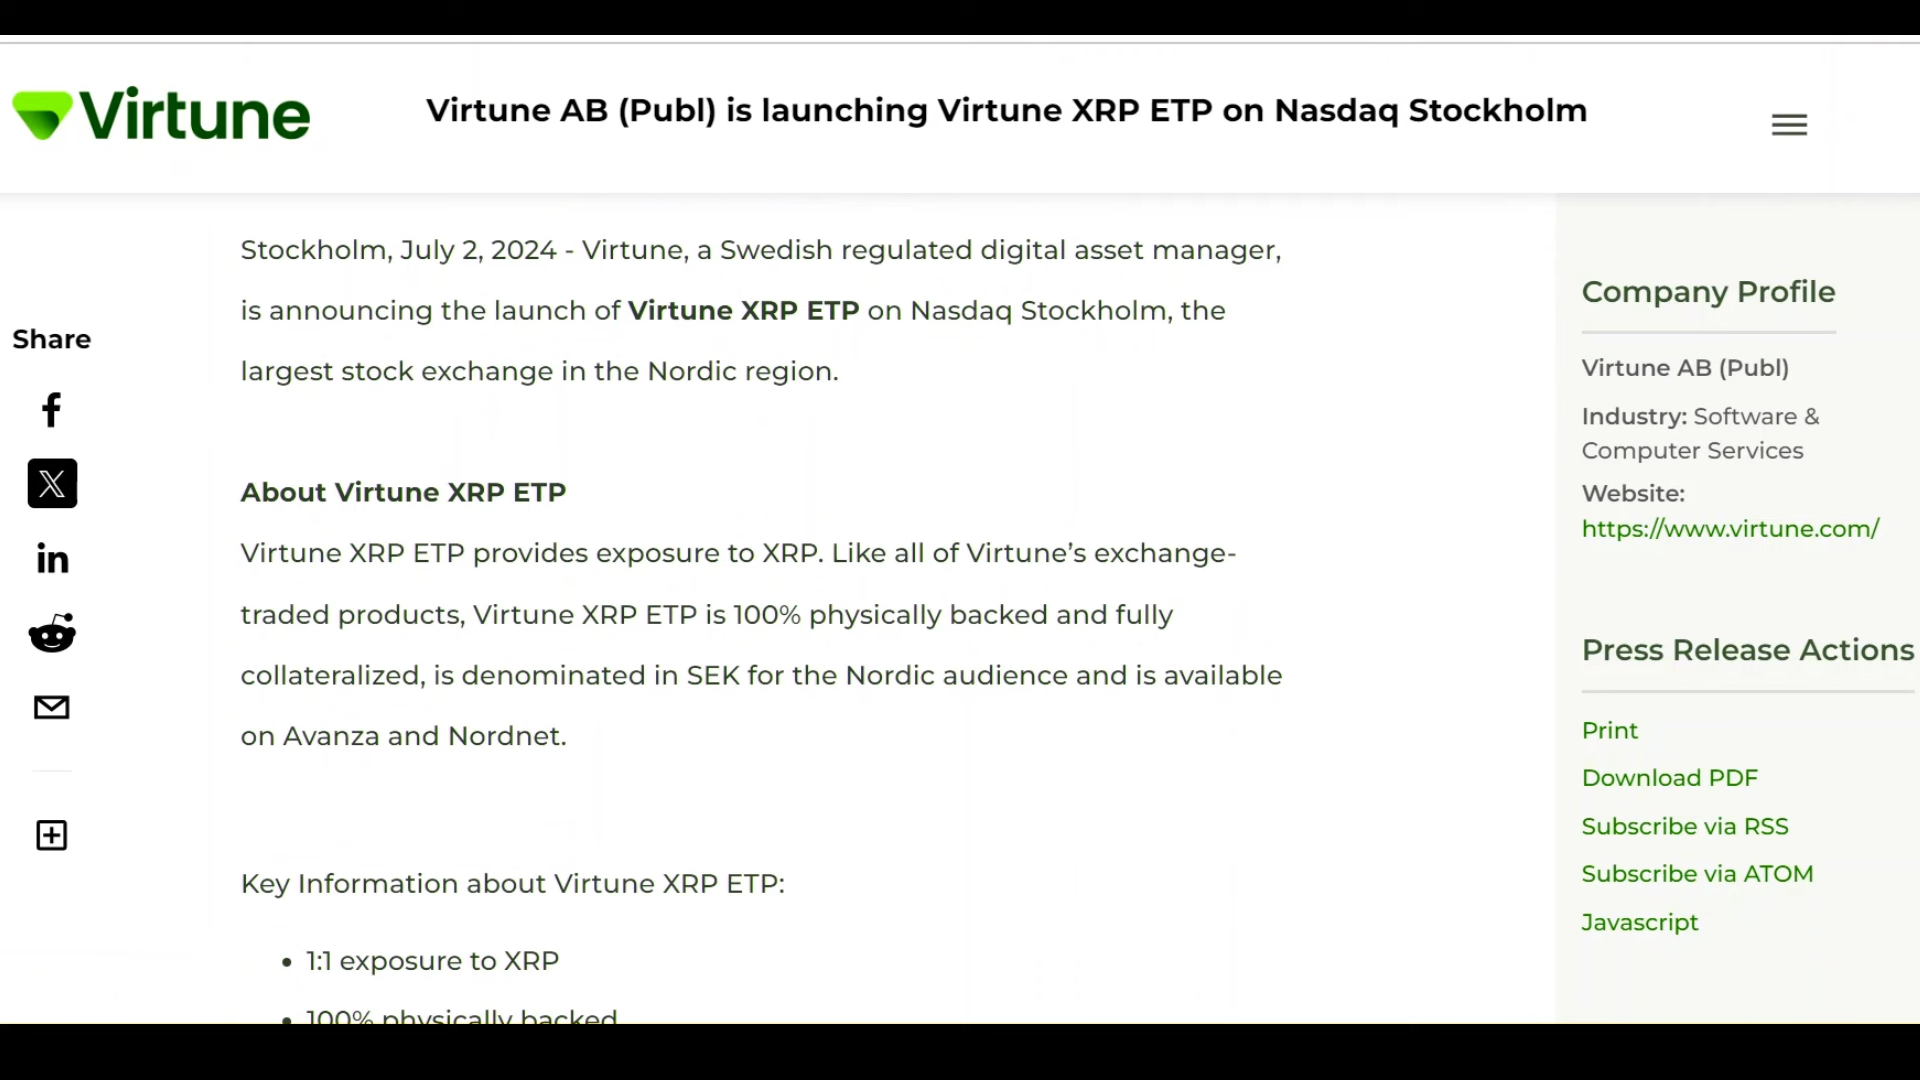 Virtune
Virtune AB (Publ) is launching Virtune XRP ETP on Nasdaq Stockholm
Stockholm, July 2, 2024 - Virtune, a Swedish regulated digital asset manager,
is announcing the launch of Virtune XRP ETP on Nasdaq Stockholm, the
largest stock exchange in the Nordic region.
About Virtune XRP ETP
Virtune XRP ETP provides exposure to XRP. Like all of Virtune’s exchange-
traded products, Virtune XRP ETP is 100% physically backed and fully
collateralized, is denominated in SEK for the Nordic audience and is available
on Avanza and Nordnet.
Key Information about Virtune XRP ETP:
• 1:1 exposure to XRP
• 100% physically backed
Share
f
X
in
Company Profile
Virtune AB (Publ)
Industry: Software &
Computer Services
Website:
https://www.virtune.com/
Press Release Actions
Print
Download PDF
Subscribe via RSS
Subscribe via ATOM
Javascript